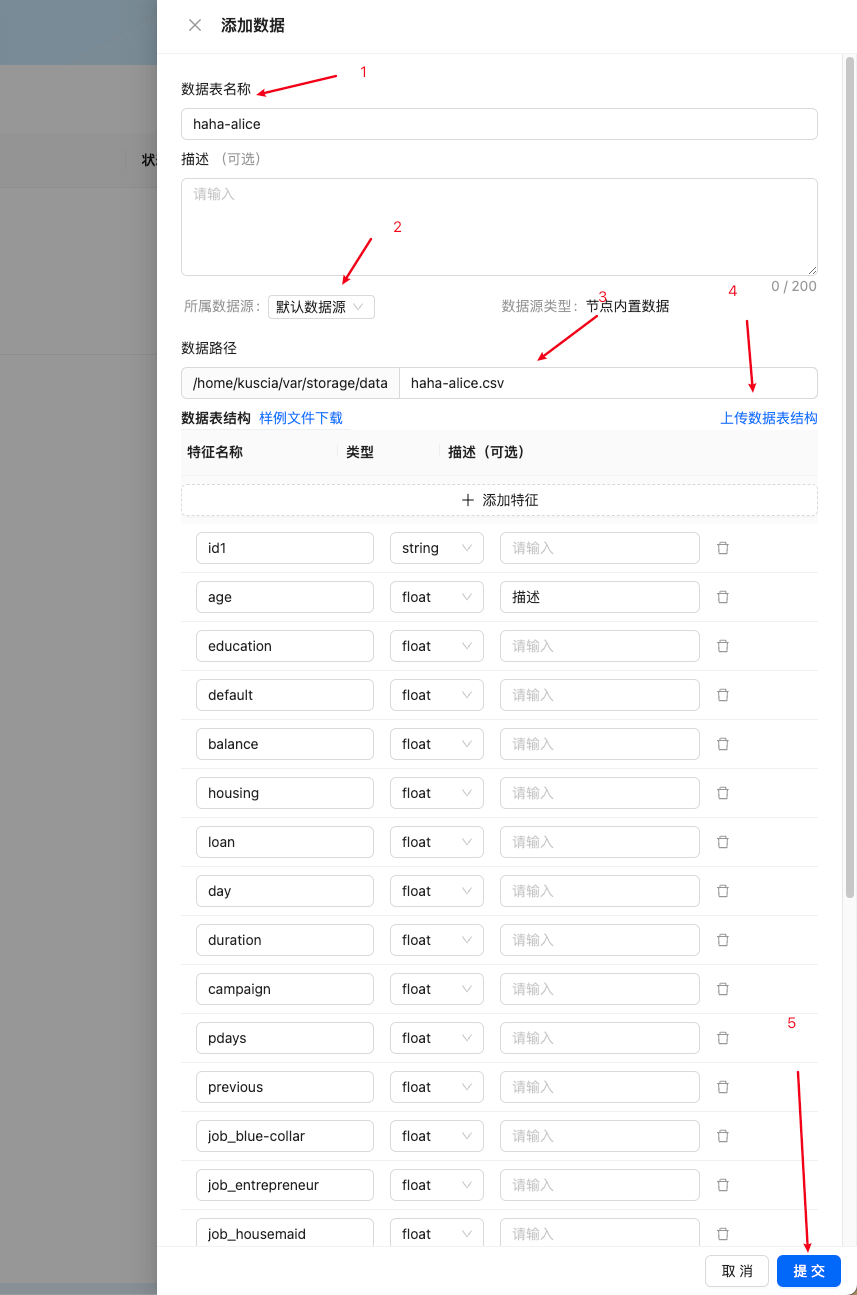 添加数据
1
数据表名称
haha-alice
状
描述 （可选）
请输入
2
0 / 200
所属数据源： 默认数据源 数据源类型： 节点内置数据
3
4
数据路径
/home/kuscia/var/storage/data haha-alice.csv
数据表结构 样例文件下载 上传数据表结构
特征名称 类型 描述（可选）
添加特征
id1 string 请输入
age float 描述
education float 请输入
default float 请输入
balance float 请输入
housing float 请输入
loan float 请输入
day float 请输入
duration float 请输入
campaign float 请输入
5
pdays float 请输入
previous float 请输入
job_blue-collar float 请输入
job_entrepreneur float 请输入
job_housemaid float 请输入
取 消 提 交